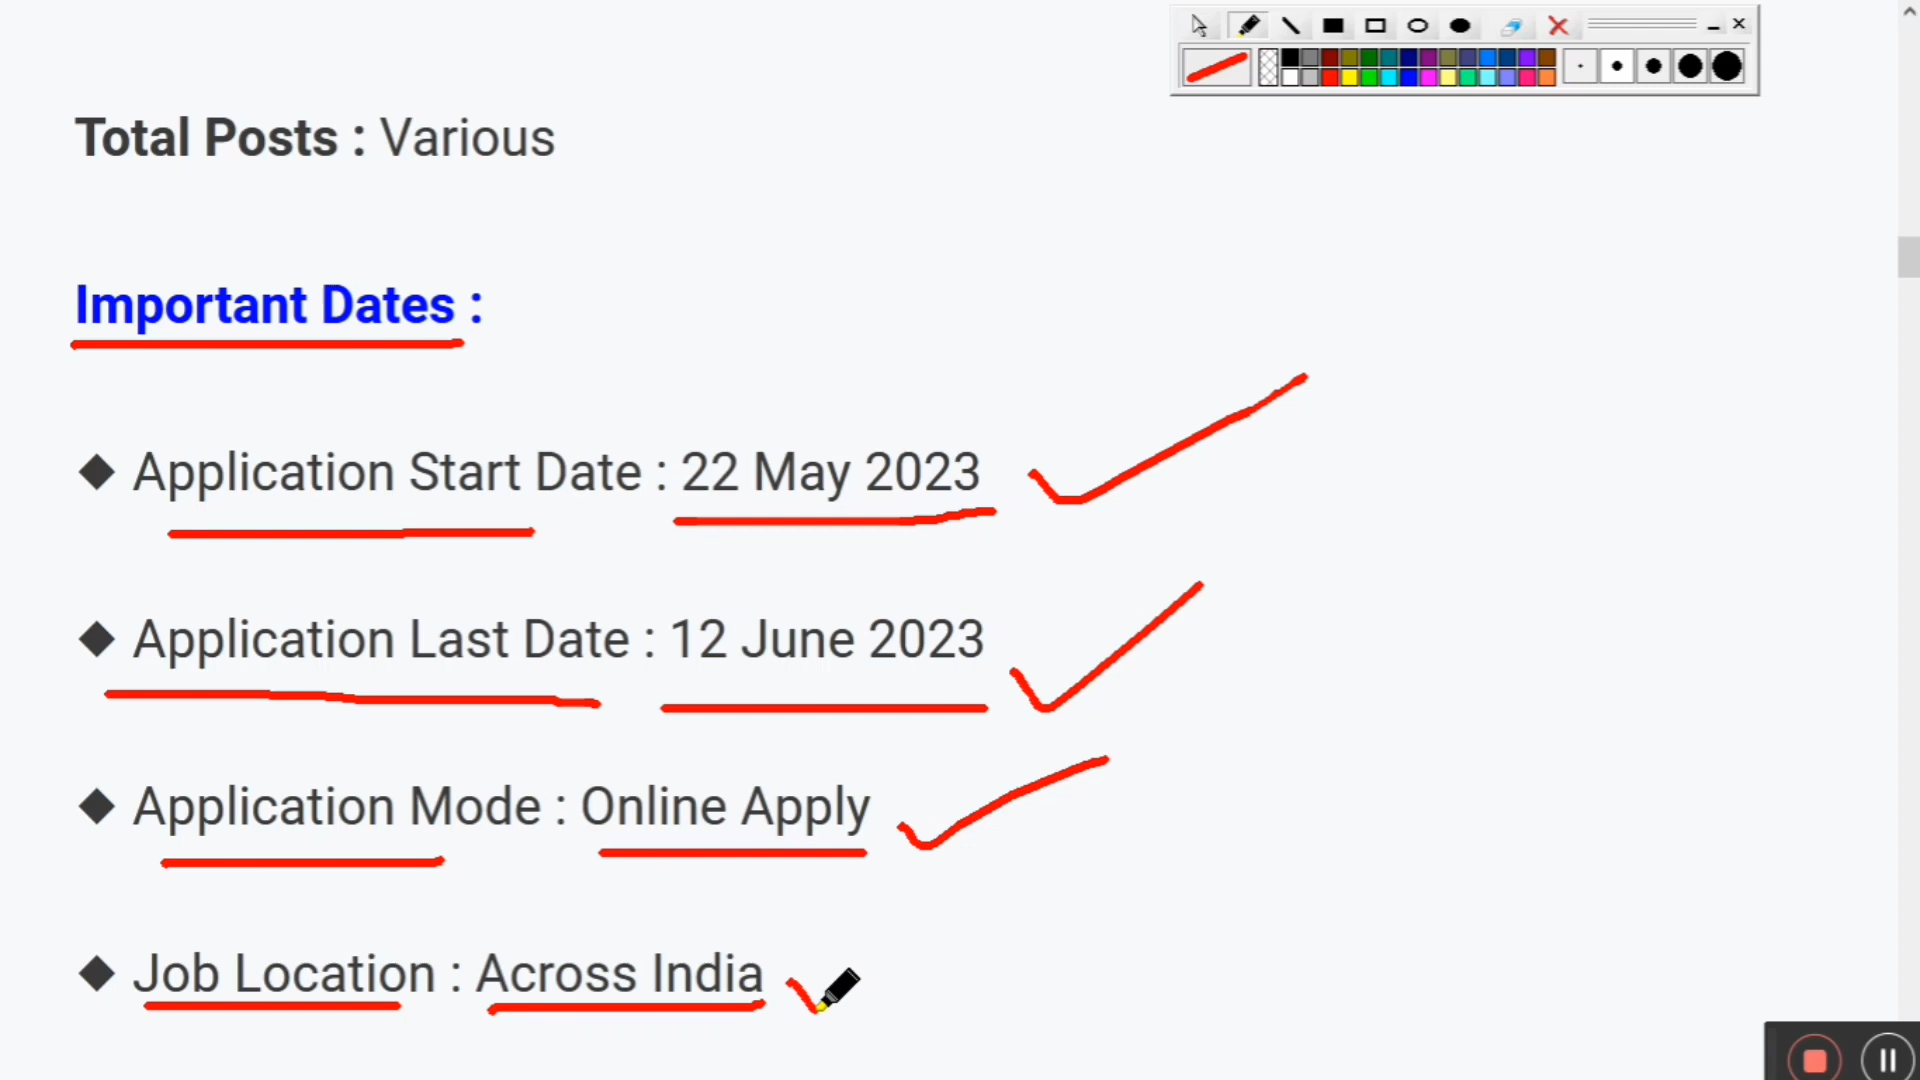 Total Posts : Various
Important Dates :
◆ Application Start Date : 22 May 2023
◆ Application Last Date : 12 June 2023
◆ Application Mode : Online Apply
◆ Job Location : Across India